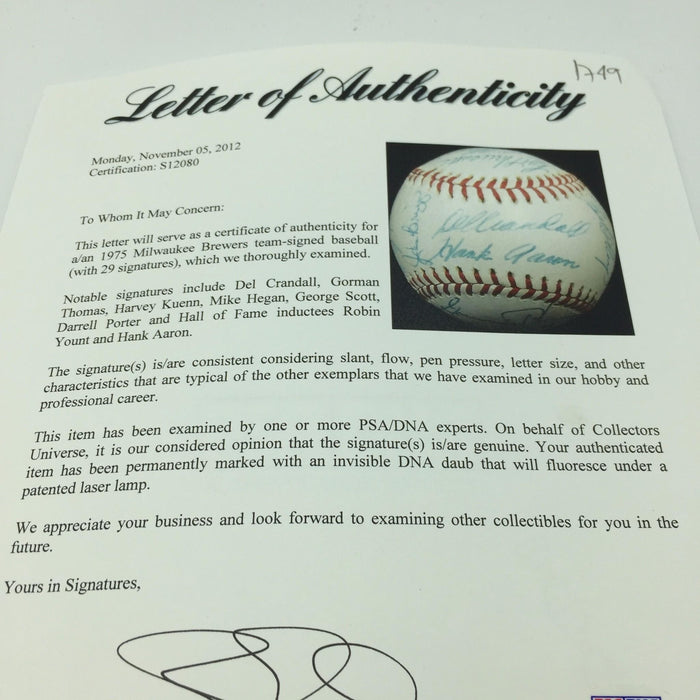 1749
Letter of Authenticity
Monday, November 05, 2012
Certification: S12080
To Whom It May Concern:
This letter will serve as a certificate of authenticity for
a/an 1975 Milwaukee Brewers team-signed baseball
(with 29 signatures), which we thoroughly examined.
Notable signatures include Del Crandall, Gorman
Thomas, Harvey Kuenn, Mike Hegan, George Scott,
Darrell Porter and Hall of Fame inductees Robin
Yount and Hank Aaron.
Del Crandall
Hank Aaron
The signature(s) is/are consistent considering slant, flow, pen pressure, letter size, and other
characteristics that are typical of the other exemplars that we have examined in our hobby and
professional career.
This item has been examined by one or more PSA/DNA experts. On behalf of Collectors
Universe, it is our considered opinion that the signature(s) is/are genuine. Your authenticated
item has been permanently marked with an invisible DNA daub that will fluoresce under a
patented laser lamp.
We appreciate your business and look forward to examining other collectibles for you in the
future.
Yours in Signatures,